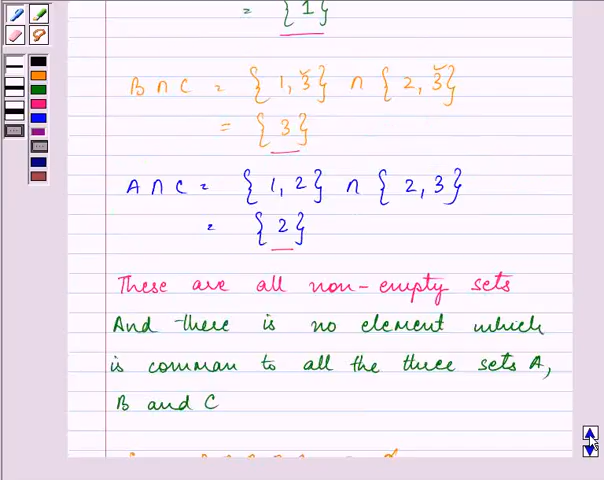 = {1}
B ∩ C = {1, 3} ∩ {2, 3}
= {3}
A ∩ C = {1, 2} ∩ {2, 3}
= {2}
These are all non-empty sets
And there is no element which
is comman to all the three sets A,
B and C